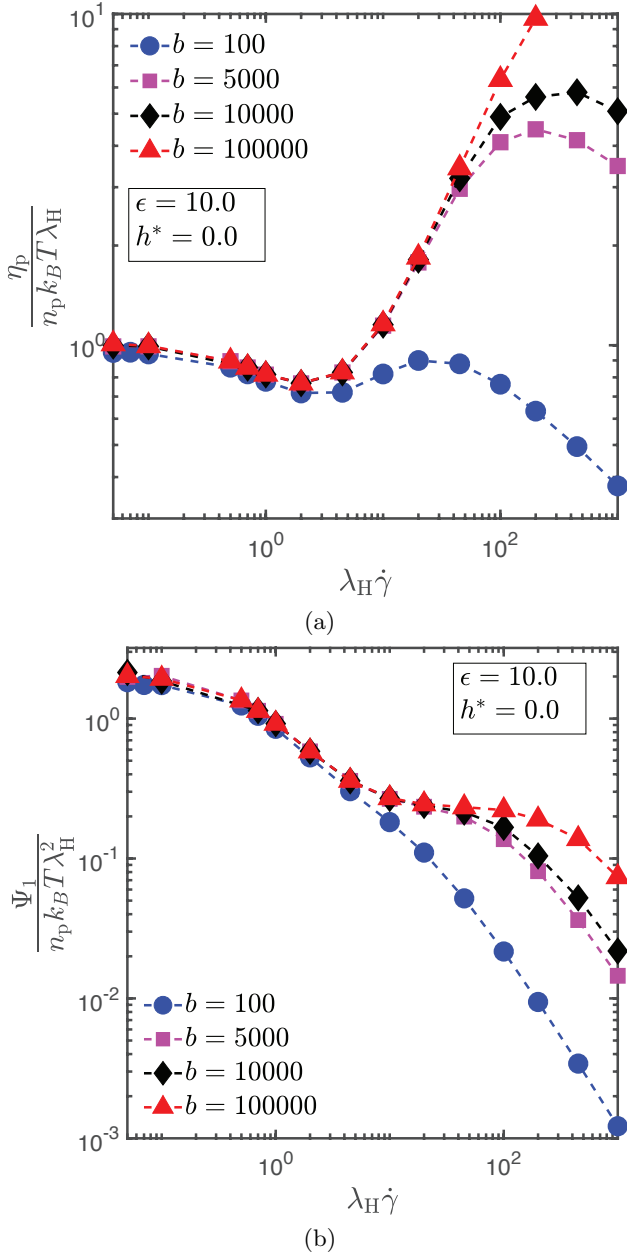 10^1
b = 100
b = 5000
b = 10000
b = 100000
ϵ = 10.0
h* = 0.0
η_p / n_p k_B T λ_H
10^0
10^0
10^2
λ_H γ̇
(a)
ϵ = 10.0
h* = 0.0
10^0
10^-1
Ψ_1 / n_p k_B T λ_H^2
10^-2
b = 100
b = 5000
b = 10000
b = 100000
10^-3
10^0
10^2
λ_H γ̇
(b)